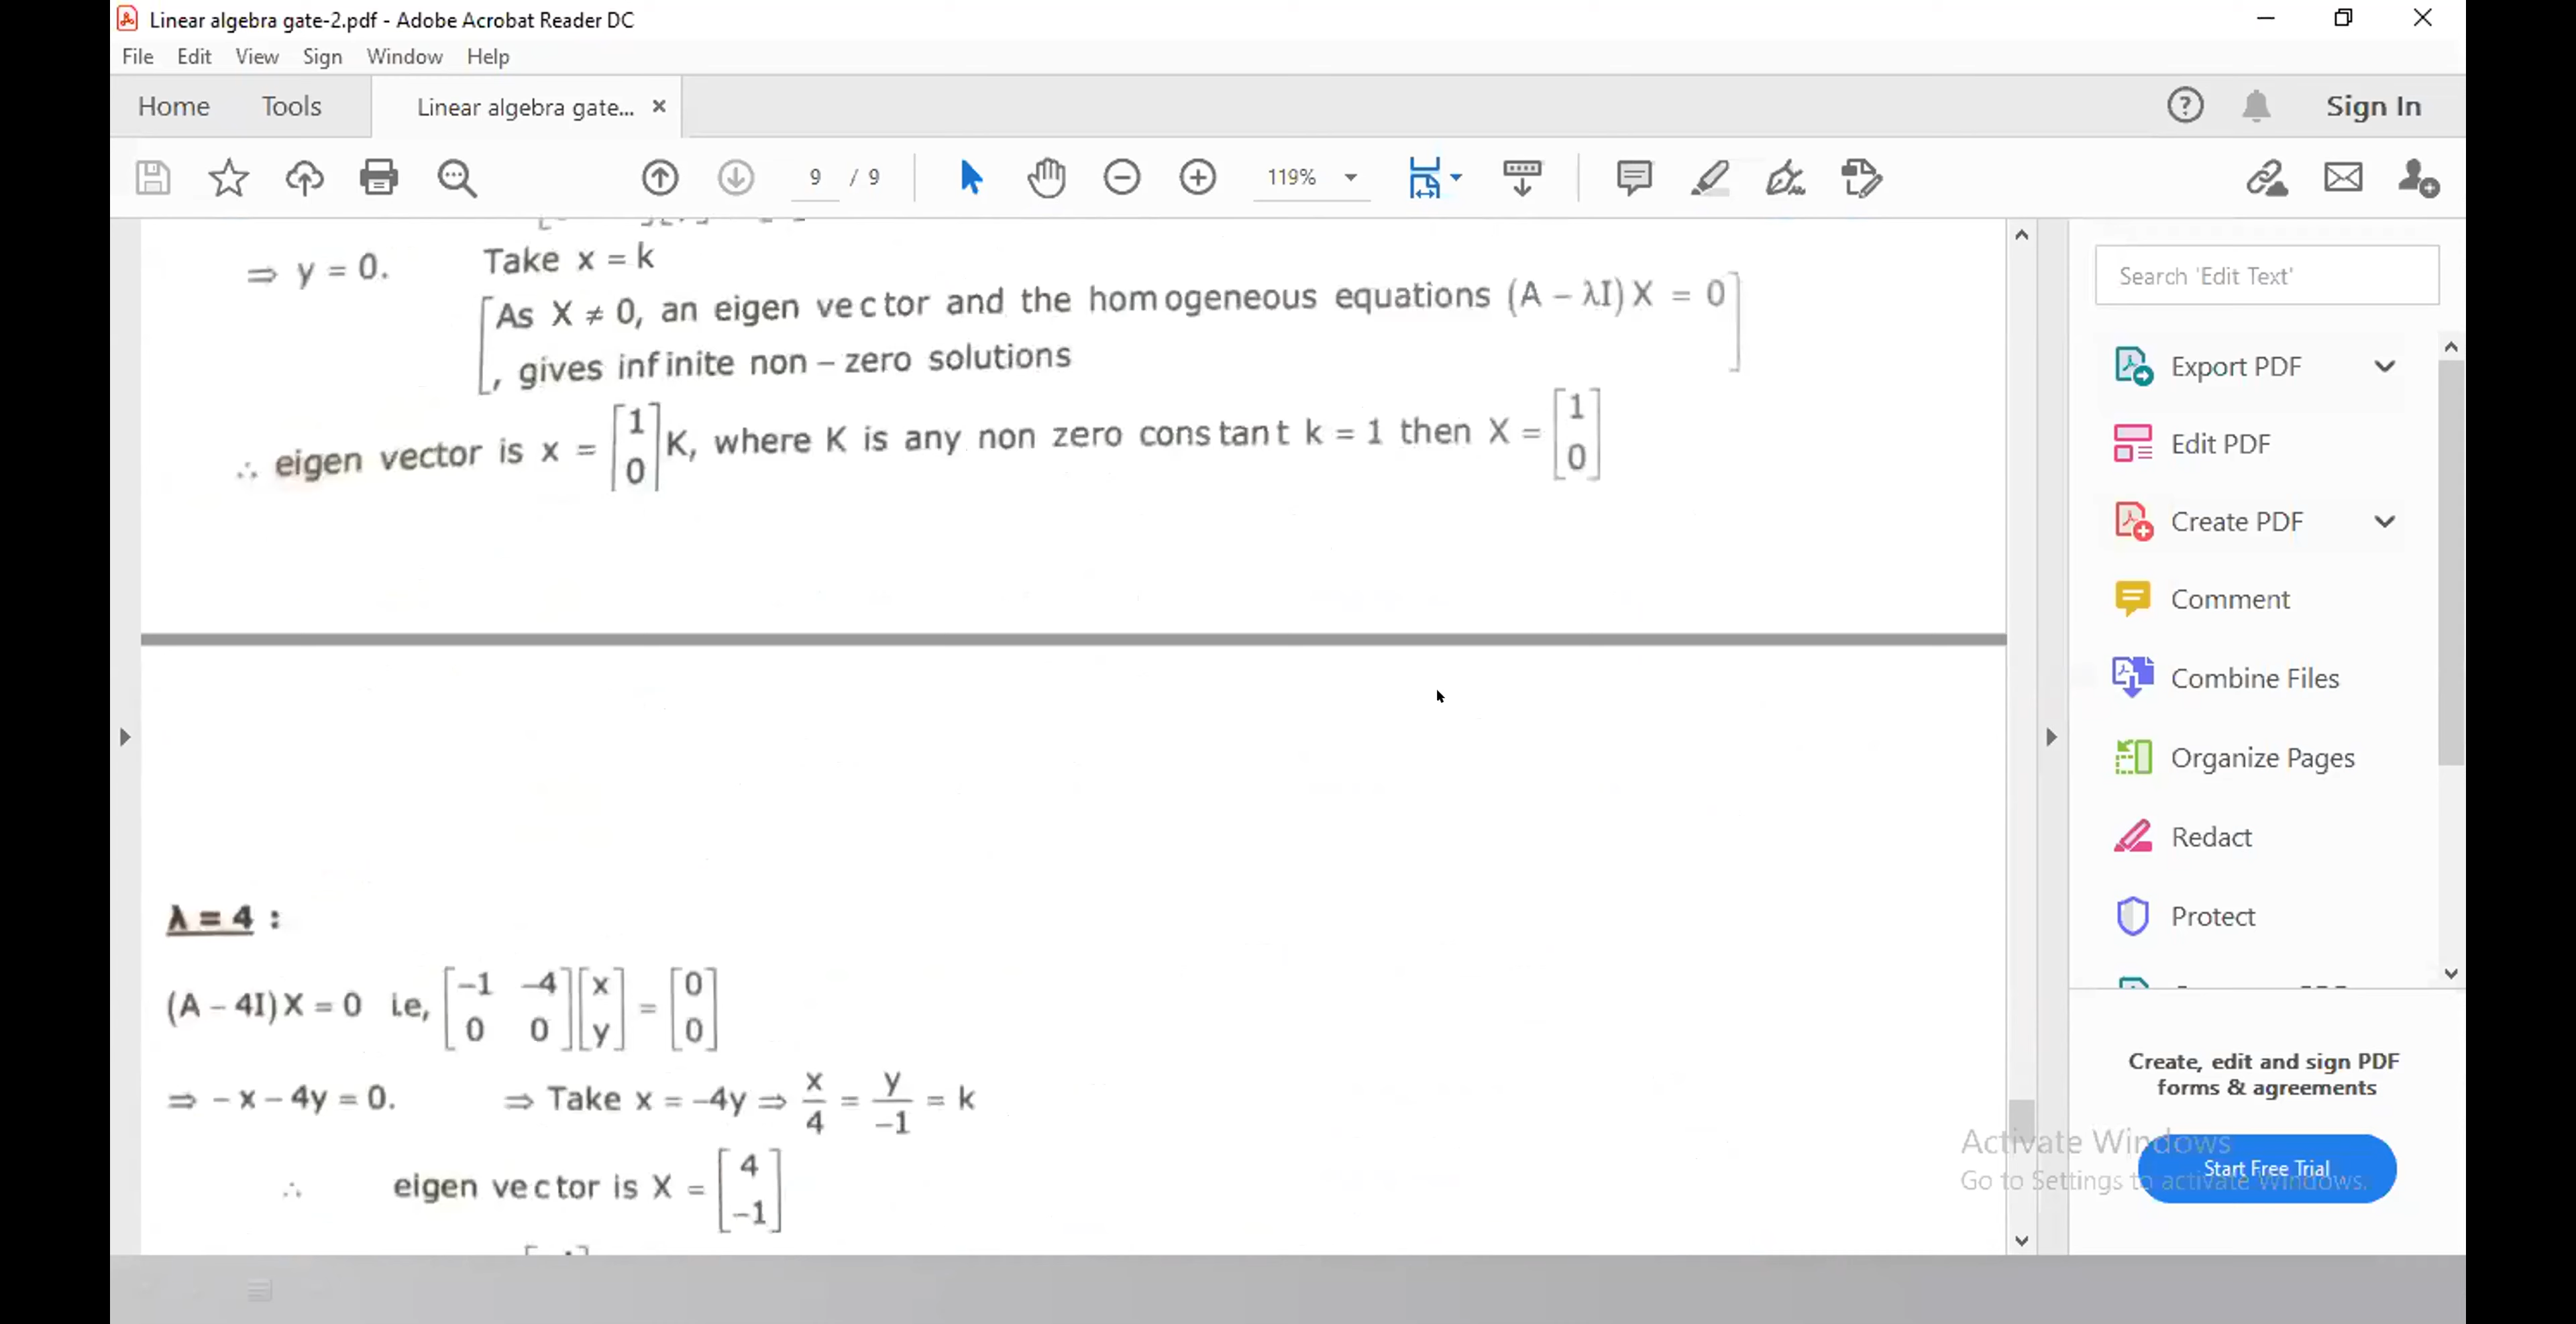 Linear algebra gate-2.pdf - Adobe Acrobat Reader DC
File Edit View Sign Window Help
Home Tools Linear algebra gate... × Sign In
9 / 9 119%
⇒ y = 0. Take x = k
[As X ≠ 0, an eigen vector and the homogeneous equations (A – λI) X = 0
, gives infinite non – zero solutions]
∴ eigen vector is x = [1 0] K, where K is any non zero constant k = 1 then X = [1 0]
λ = 4 :
(A – 4I) X = 0 i.e, [–1 –4 0 0] [x y] = [0 0]
⇒ – x – 4y = 0. ⇒ Take x = –4y ⇒ x/4 = y/–1 = k
∴ eigen vector is X = [4 –1]
Search 'Edit Text'
Export PDF
Edit PDF
Create PDF
Comment
Combine Files
Organize Pages
Redact
Protect
Create, edit and sign PDF
forms & agreements
Start Free Trial
Activate Windows
Go to Settings to activate Windows.